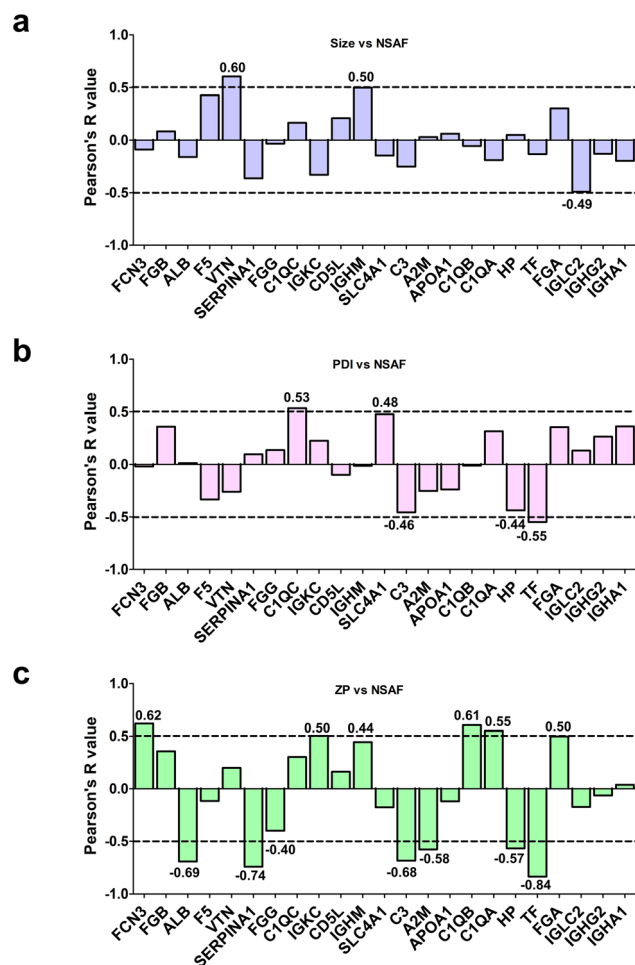 a
Size vs NSAF
Pearson's R value
1.0
0.5
0.0
-0.5
-1.0
0.60
0.50
-0.49
FCN3
FGB
ALB
F5
VTN
SERPINA1
FGG
C1QC
IGKC
CD5L
IGHM
SLC4A1
C3
A2M
APOA1
C1QB
C1QA
HP
TF
FGA
IGLC2
IGHG2
IGHA1
b
PDI vs NSAF
Pearson's R value
1.0
0.5
0.0
-0.5
-1.0
0.53
0.48
-0.46
-0.44
-0.55
FCN3
FGB
ALB
F5
VTN
SERPINA1
FGG
C1QC
IGKC
CD5L
IGHM
SLC4A1
C3
A2M
APOA1
C1QB
C1QA
HP
TF
FGA
IGLC2
IGHG2
IGHA1
c
ZP vs NSAF
Pearson's R value
1.0
0.5
0.0
-0.5
-1.0
0.62
0.50
0.44
0.61
0.55
0.50
-0.69
-0.74
-0.40
-0.68
-0.58
-0.57
-0.84
FCN3
FGB
ALB
F5
VTN
SERPINA1
FGG
C1QC
IGKC
CD5L
IGHM
SLC4A1
C3
A2M
APOA1
C1QB
C1QA
HP
TF
FGA
IGLC2
IGHG2
IGHA1